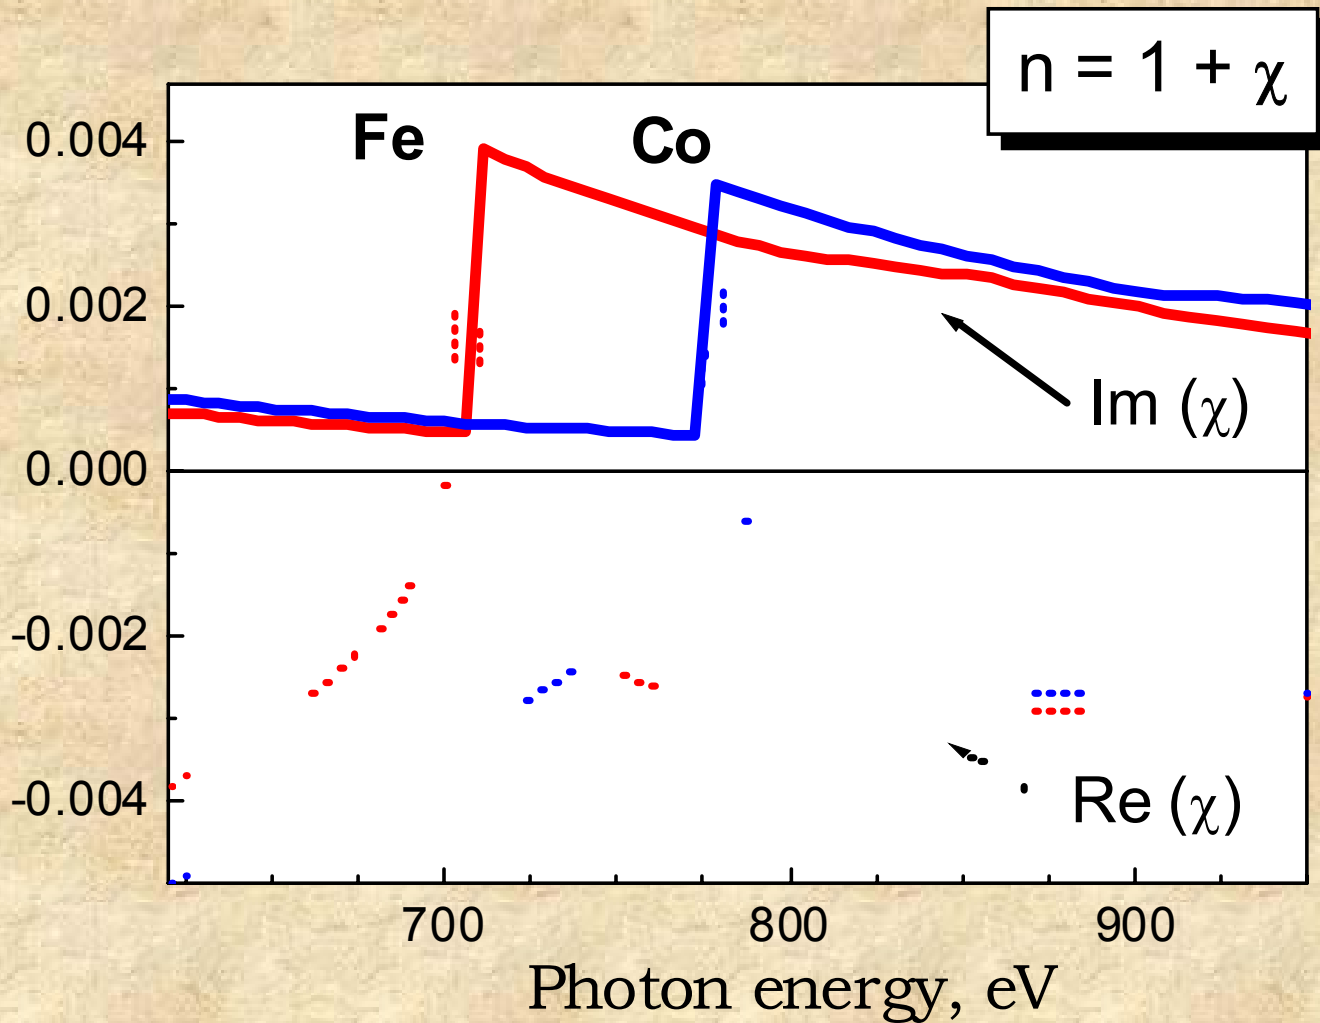 n = 1 + χ
Fe
Co
0.004
0.002
0.000
-0.002
-0.004
Im (χ)
Re (χ)
700
800
900
Photon energy, eV